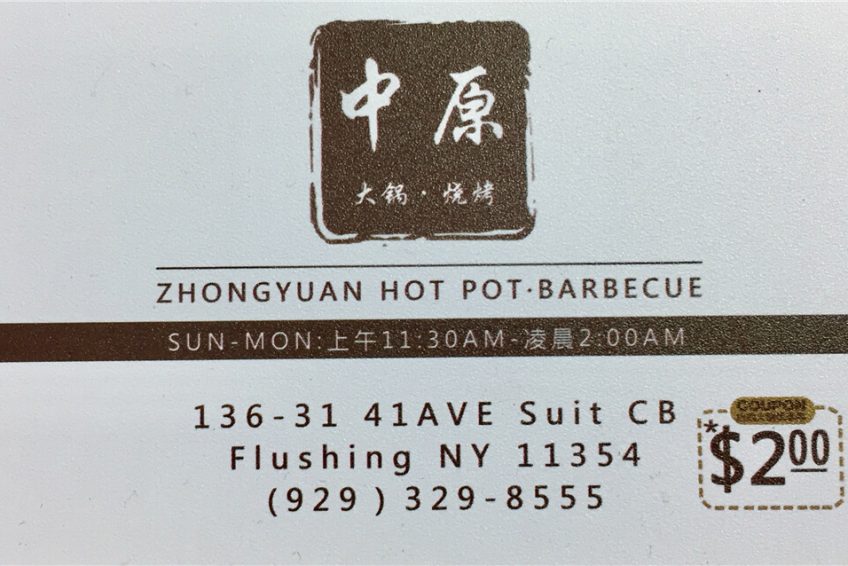 中原
大锅·烧烤
ZHONGYUAN HOT POT·BARBECUE
SUN-MON:上午11:30AM-凌晨2:00AM
136-31 41AVE Suit CB
Flushing NY 11354
(929)329-8555
COUPON
*$2.00